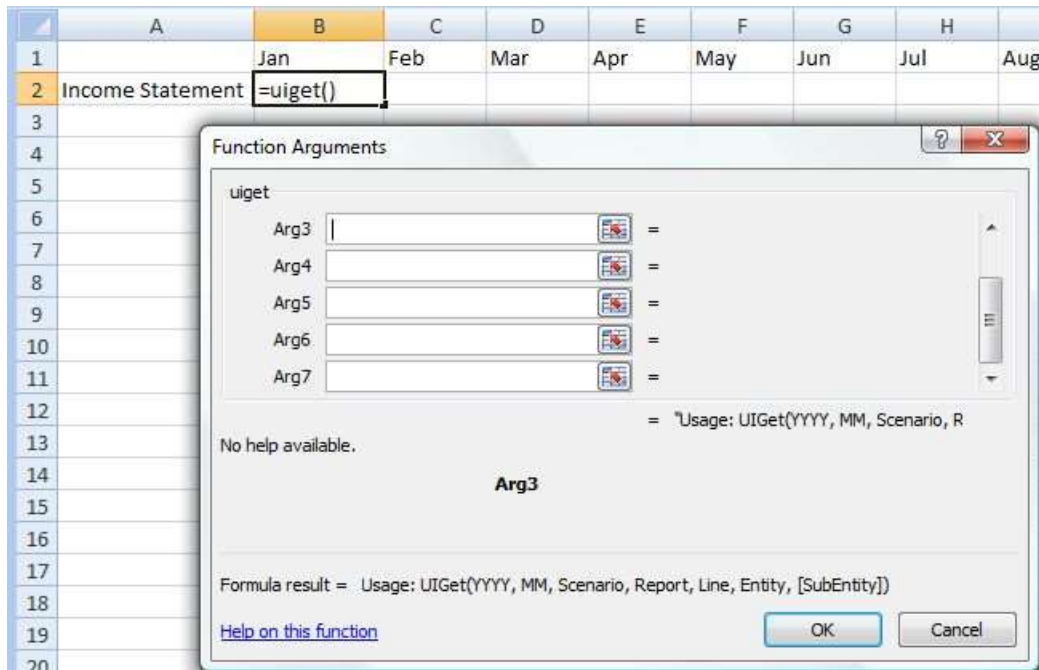 A B C D E F G H
1 Jan Feb Mar Apr May Jun Jul Aug
2 Income Statement =uiget()
3
4
5
6
7
8
9
10
11
12
13
14
15
16
17
18
19
20
Function Arguments
uiget
Arg3 =
Arg4 =
Arg5 =
Arg6 =
Arg7 =
= "Usage: UIGet(YYYY, MM, Scenario, R
No help available.
Arg3
Formula result = Usage: UIGet(YYYY, MM, Scenario, Report, Line, Entity, [SubEntity])
Help on this function OK Cancel